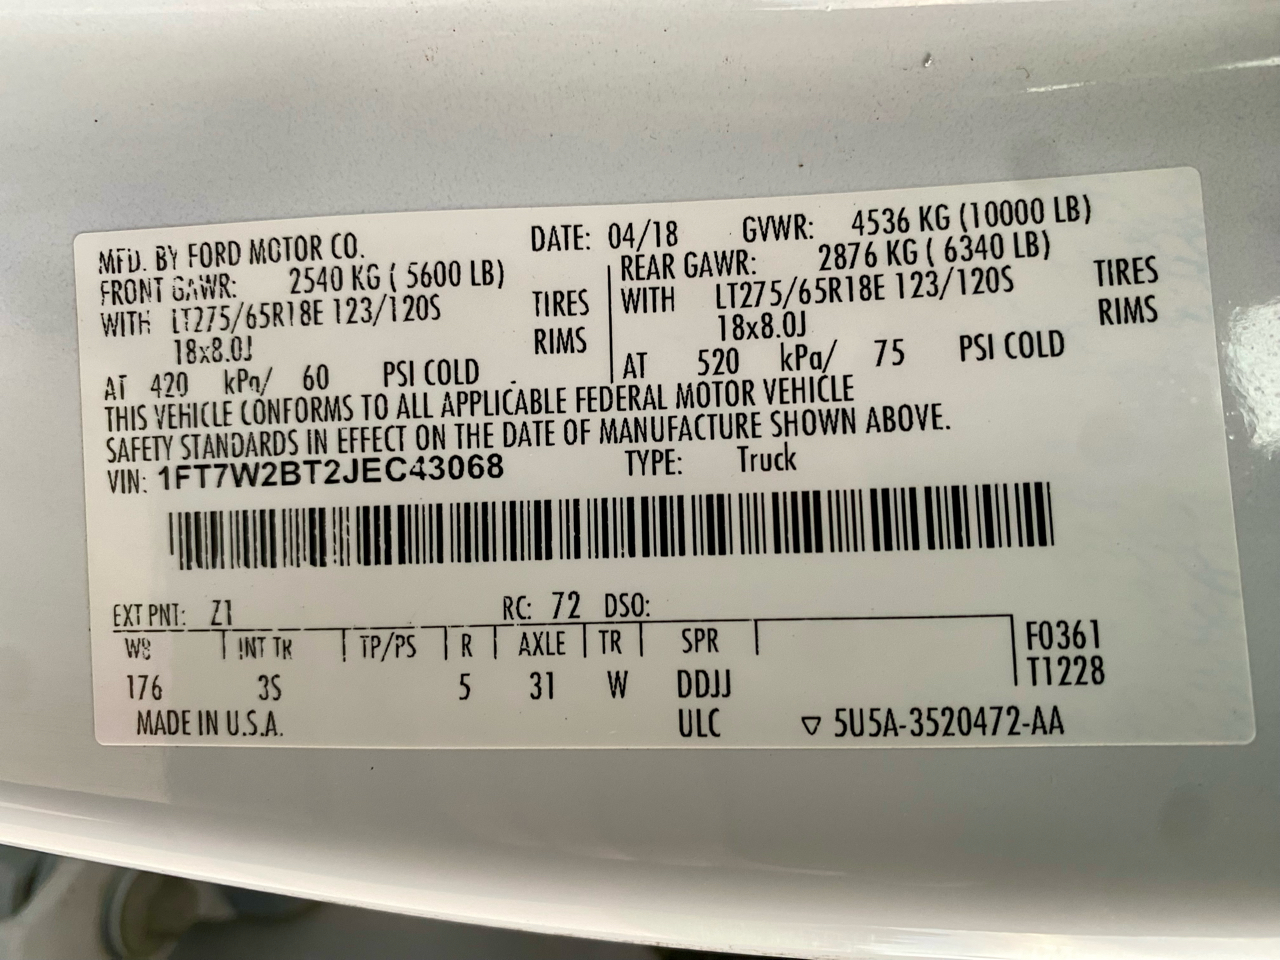 MFD. BY FORD MOTOR CO. DATE: 04/18 GVWR: 4536 KG (10000 LB)
FRONT GAWR: 2540 KG ( 5600 LB) REAR GAWR: 2876 KG ( 6340 LB)
WITH LT275/65R18E 123/120S TIRES WITH LT275/65R18E 123/120S TIRES
18x8.0J RIMS 18x8.0J RIMS
AT 420 kPa/ 60 PSI COLD AT 520 kPa/ 75 PSI COLD
THIS VEHICLE CONFORMS TO ALL APPLICABLE FEDERAL MOTOR VEHICLE
SAFETY STANDARDS IN EFFECT ON THE DATE OF MANUFACTURE SHOWN ABOVE.
VIN: 1FT7W2BT2JEC43068 TYPE: Truck
EXT PNT: Z1 RC: 72 DSO:
WB INT TR TP/PS R AXLE TR SPR F0361
176 3S 5 31 W DDJJ T1228
MADE IN U.S.A. ULC ▽ 5U5A-3520472-AA